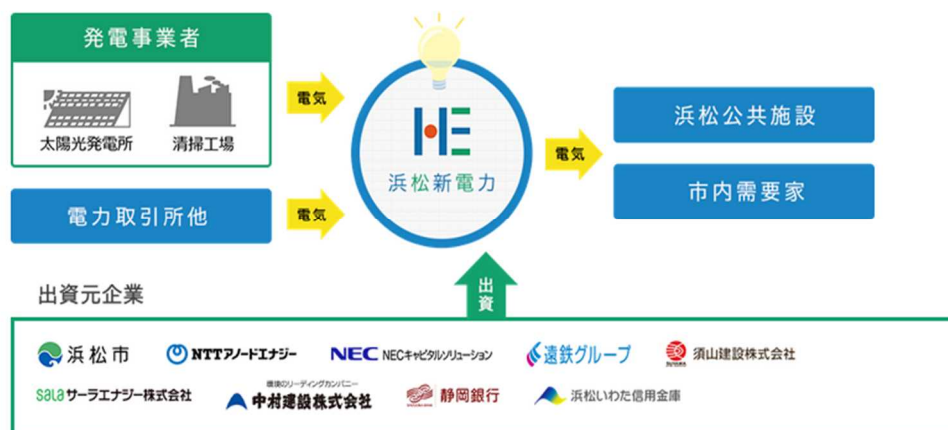 発電事業者
太陽光発電所
清掃工場
電力取引所他
電気
電気
HE
浜松新電力
電気
浜松公共施設
市内需要家
出資
出資元企業
浜松市
NTTアノードエナジー
NEC NECキャピタルソリューション
遠鉄グループ
須山建設株式会社
sala サーラエナジー株式会社
環境のリーディングカンパニー
中村建設株式会社
静岡銀行
浜松いわた信用金庫